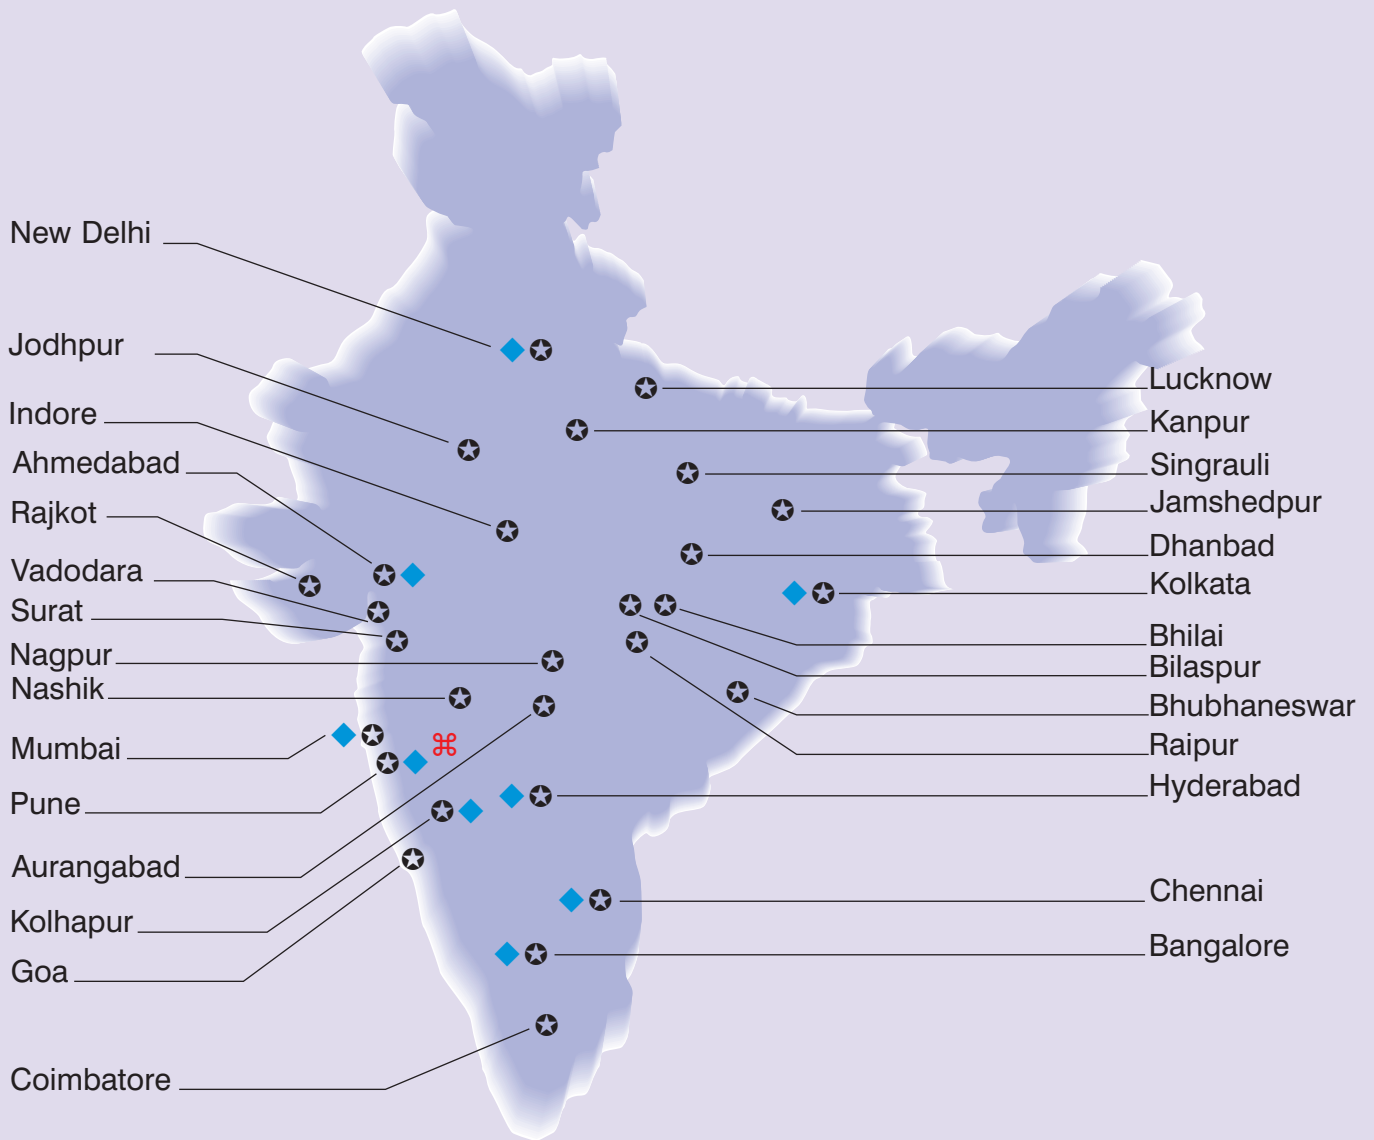 New Delhi
Jodhpur
Indore
Ahmedabad
Rajkot
Vadodara
Surat
Nagpur
Nashik
Mumbai
Pune
Aurangabad
Kolhapur
Goa
Coimbatore
Lucknow
Kanpur
Singrauli
Jamshedpur
Dhanbad
Kolkata
Bhilai
Bilaspur
Bhubhaneswar
Raipur
Hyderabad
Chennai
Bangalore